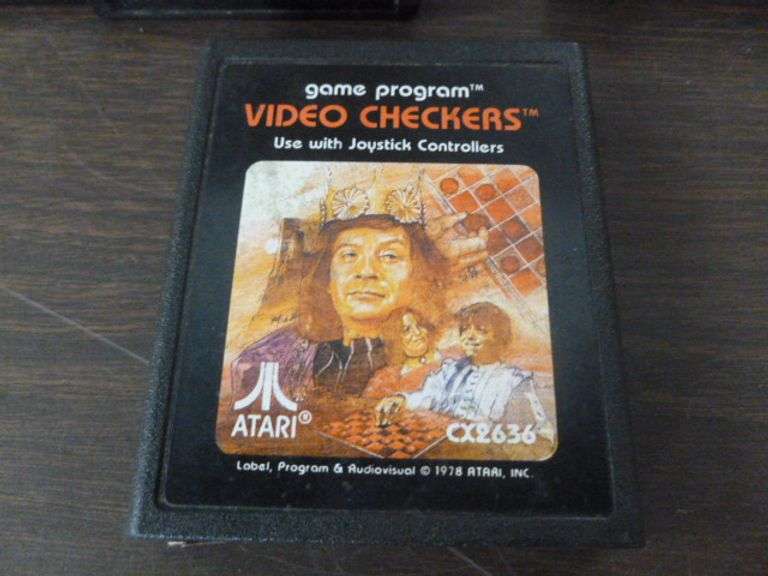 game program™
VIDEO CHECKERS™
Use with Joystick Controllers
ATARI®
CX2636
Label, Program & Audiovisual © 1978 ATARI, INC.